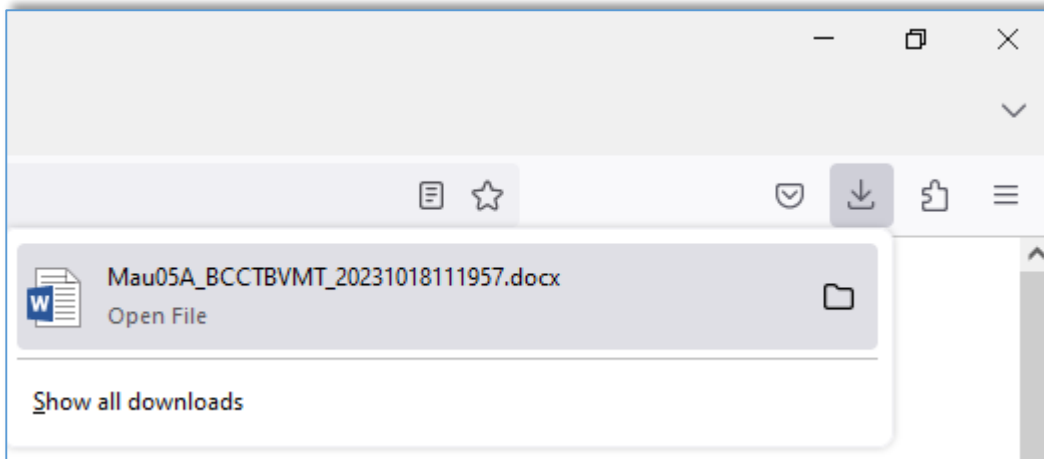 Mau05A_BCCTBVMT_20231018111957.docx
W
Open File
Show all downloads